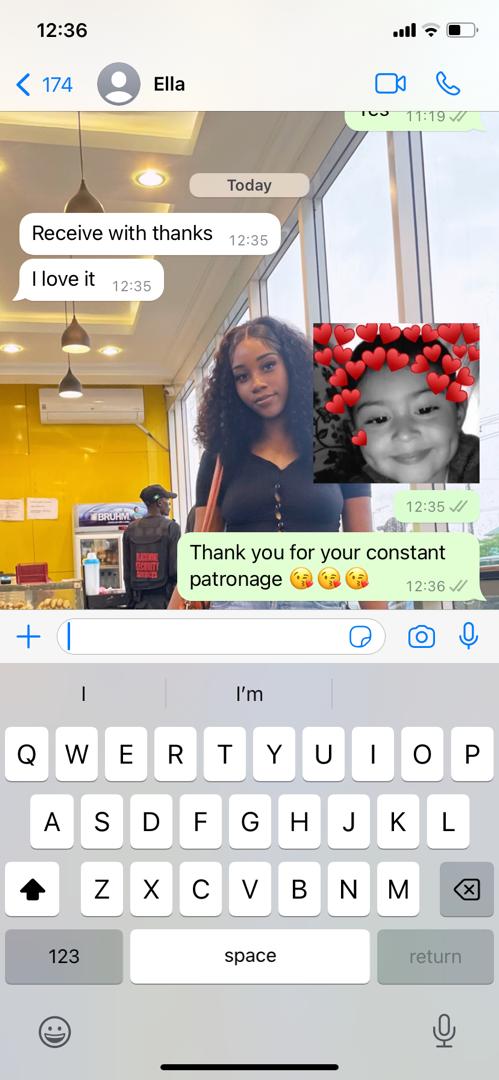 12:36
174
Ella
Yes 11:19
Today
Receive with thanks 12:35
I love it 12:35
BRUHM
SECURITY
12:35
Thank you for your constant
patronage 😘😘😘 12:36
I I'm
Q W E R T Y U I O P
A S D F G H J K L
Z X C V B N M
123 space return